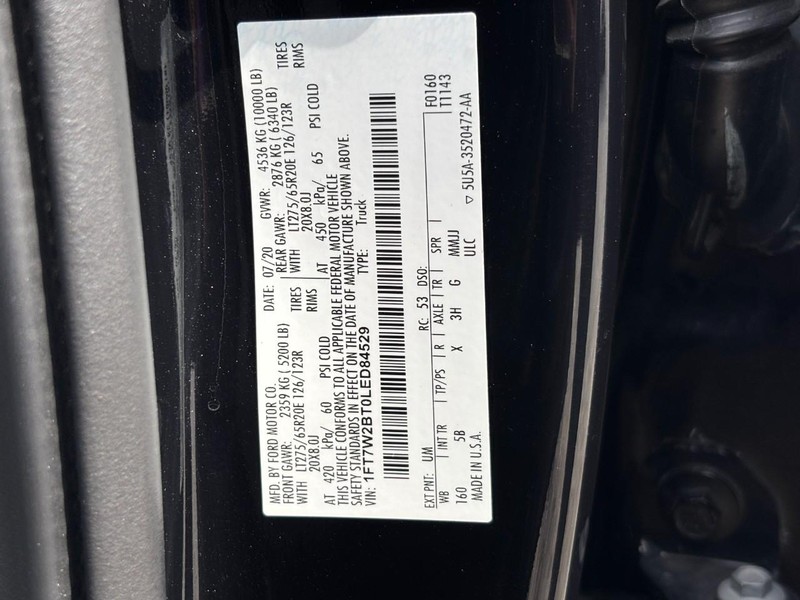 MFD. BY FORD MOTOR CO.
DATE: 07/20 GVWR: 4536 KG (10000 LB)
FRONT GAWR: 2359 KG ( 5200 LB) REAR GAWR: 2876 KG ( 6340 LB)
WITH LT275/65R20E 126/123R TIRES WITH LT275/65R20E 126/123R TIRES
20X8.0J RIMS 20X8.0J RIMS
AT 420 kPa/ 60 PSI COLD AT 450 kPa/ 65 PSI COLD
THIS VEHICLE CONFORMS TO ALL APPLICABLE FEDERAL MOTOR VEHICLE
SAFETY STANDARDS IN EFFECT ON THE DATE OF MANUFACTURE SHOWN ABOVE.
VIN: 1FT7W2BT0LED84529 TYPE: Truck
EXT PNT: UM RC: 53 DSO: F0160
WB | INT TR | TP/PS | R | AXLE | TR | SPR | T1143
160 5B X 3H G MMJJ
ULC
MADE IN U.S.A. ▽ 5U5A-3520472-AA